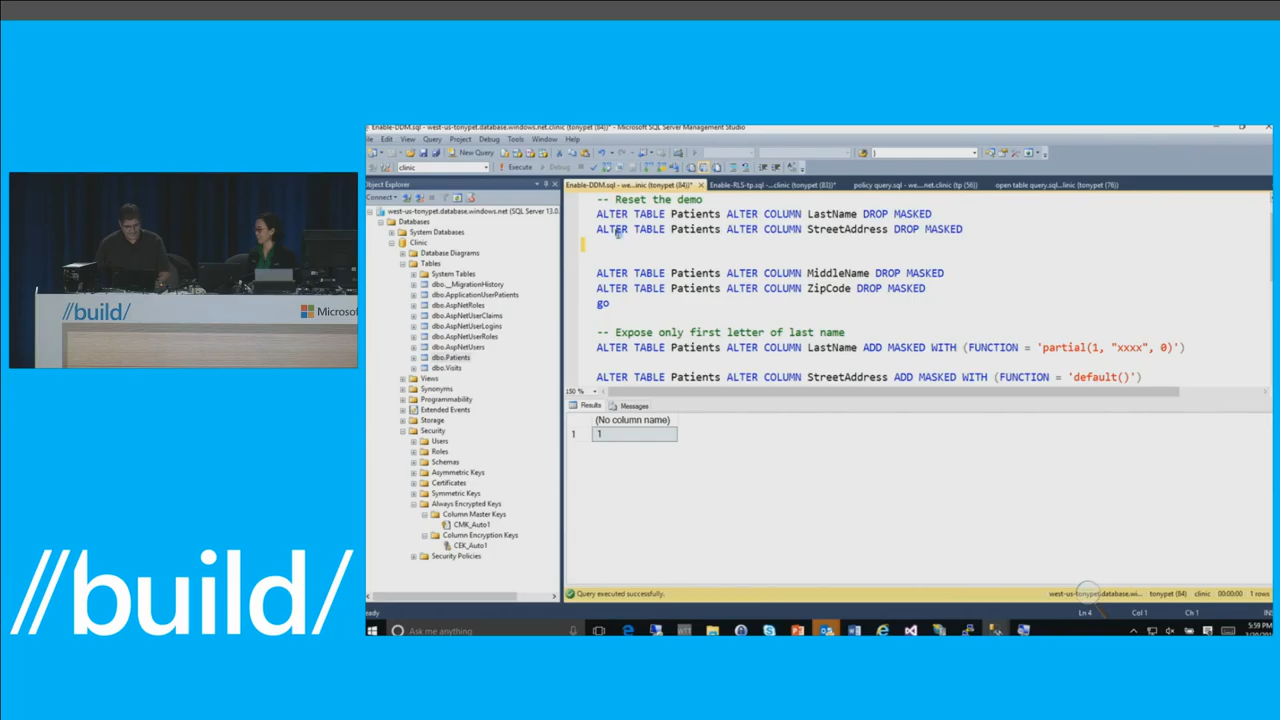 Enable-DDM.sql - west-us-tonypet.database.windows.net.clinic (tonypet (84))* - Microsoft SQL Server Management Studio
Edit View Query Project Debug Tools Window Help
New Query
clinic
Execute
Object Explorer
Connect
west-us-tonypet.database.windows.net (SQL Server 13.0.
Databases
System Databases
Clinic
Database Diagrams
Tables
System Tables
dbo.__MigrationHistory
dbo.ApplicationUserPatients
dbo.AspNetRoles
dbo.AspNetUserClaims
dbo.AspNetUserLogins
dbo.AspNetUserRoles
dbo.AspNetUsers
dbo.Patients
dbo.Visits
Views
Synonyms
Programmability
Extended Events
Storage
Security
Users
Roles
Schemas
Asymmetric Keys
Certificates
Symmetric Keys
Always Encrypted Keys
Column Master Keys
CMK_Auto1
Column Encryption Keys
CEK_Auto1
Security Policies
Enable-DDM.sql - we...inic (tonypet (84))*
Enable-RLS-tp.sql -...clinic (tonypet (83))*
policy query.sql - we...net.clinic (tp (56))
open table query.sql...linic (tonypet (76))
-- Reset the demo
ALTER TABLE Patients ALTER COLUMN LastName DROP MASKED
ALTER TABLE Patients ALTER COLUMN StreetAddress DROP MASKED
ALTER TABLE Patients ALTER COLUMN MiddleName DROP MASKED
ALTER TABLE Patients ALTER COLUMN ZipCode DROP MASKED
go
-- Expose only first letter of last name
ALTER TABLE Patients ALTER COLUMN LastName ADD MASKED WITH (FUNCTION = 'partial(1, "xxxx", 0)')
ALTER TABLE Patients ALTER COLUMN StreetAddress ADD MASKED WITH (FUNCTION = 'default()')
150 %
Results Messages
(No column name)
1 1
Query executed successfully.
west-us-tonypet.database.wi... tonypet (84) clinic 00:00:00 1 rows
Ln 4 Col 1 Ch 1 INS
Ask me anything
5:59 PM
//build/
Microsoft
//build/